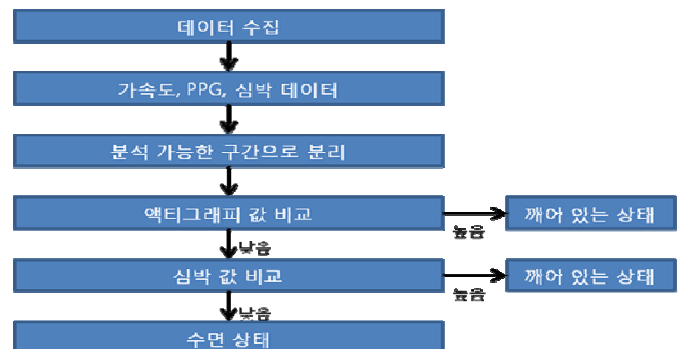 데이터 수집
가속도, PPG, 심박 데이터
분석 가능한 구간으로 분리
액티그래피 값 비교
높음
깨어 있는 상태
낮음
심박 값 비교
높음
깨어 있는 상태
낮음
수면 상태